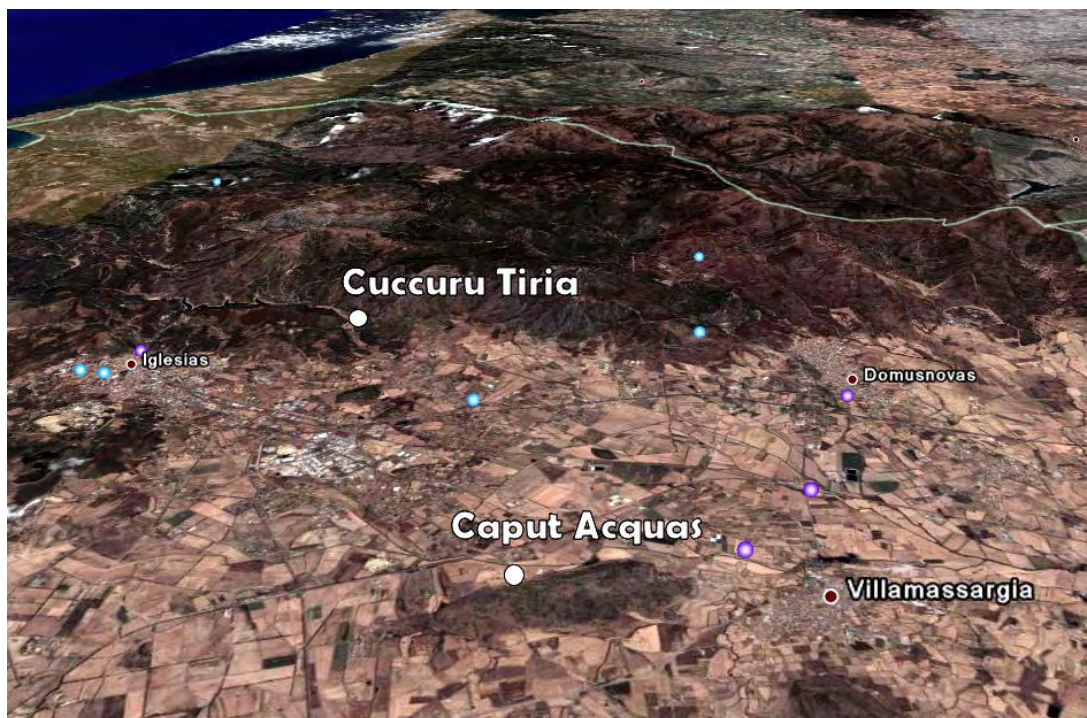 Cuccuru Tiria
Iglesias
Domusnovas
Caput Acquas
Villamassargia